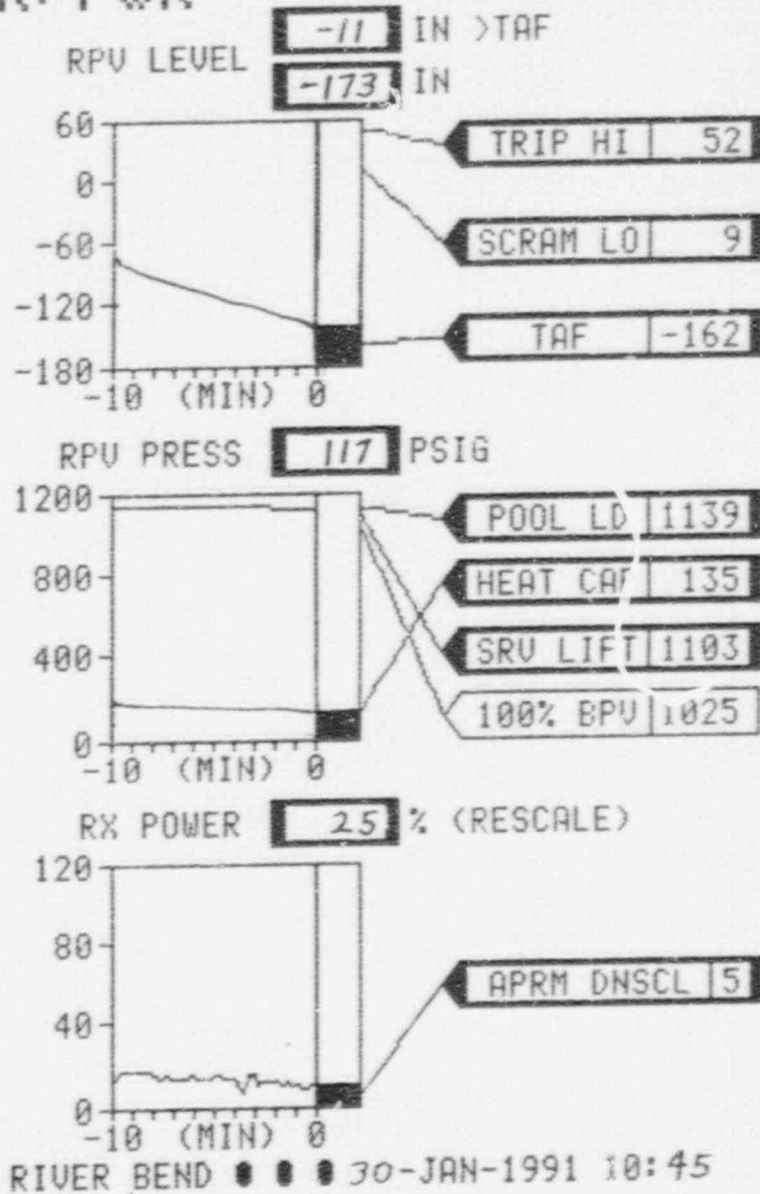 -11 IN >TAF
RPV LEVEL
-173 IN
60
0
-60
-120
-180
-10 (MIN) 0
TRIP HI 52
SCRAM LO 9
TAF -162
RPV PRESS 117 PSIG
1200
800
400
0
-10 (MIN) 0
POOL LD 1139
HEAT CAP 135
SRV LIFT 1103
100% BPV 1025
RX POWER 25 % (RESCALE)
120
80
40
0
-10 (MIN) 0
APRM DNSCL 5
RIVER BEND 30-JAN-1991 10:45